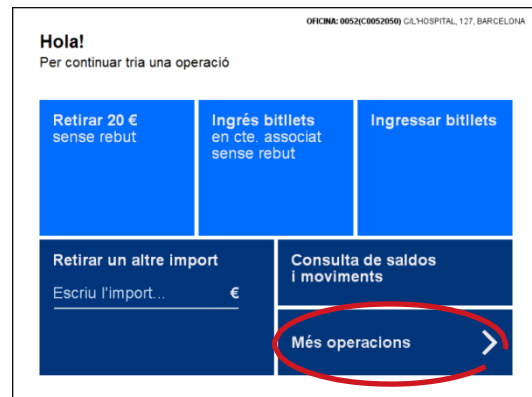 OFICINA: 0052(C0052050) C/L'HOSPITAL, 127, BARCELONA
Hola!
Per continuar tria una operació
Retirar 20 €
sense rebut
Ingrés bitllets
en cte. associat
sense rebut
Ingressar bitllets
Retirar un altre import
Escriu l'import... €
Consulta de saldos
i moviments
Més operacions